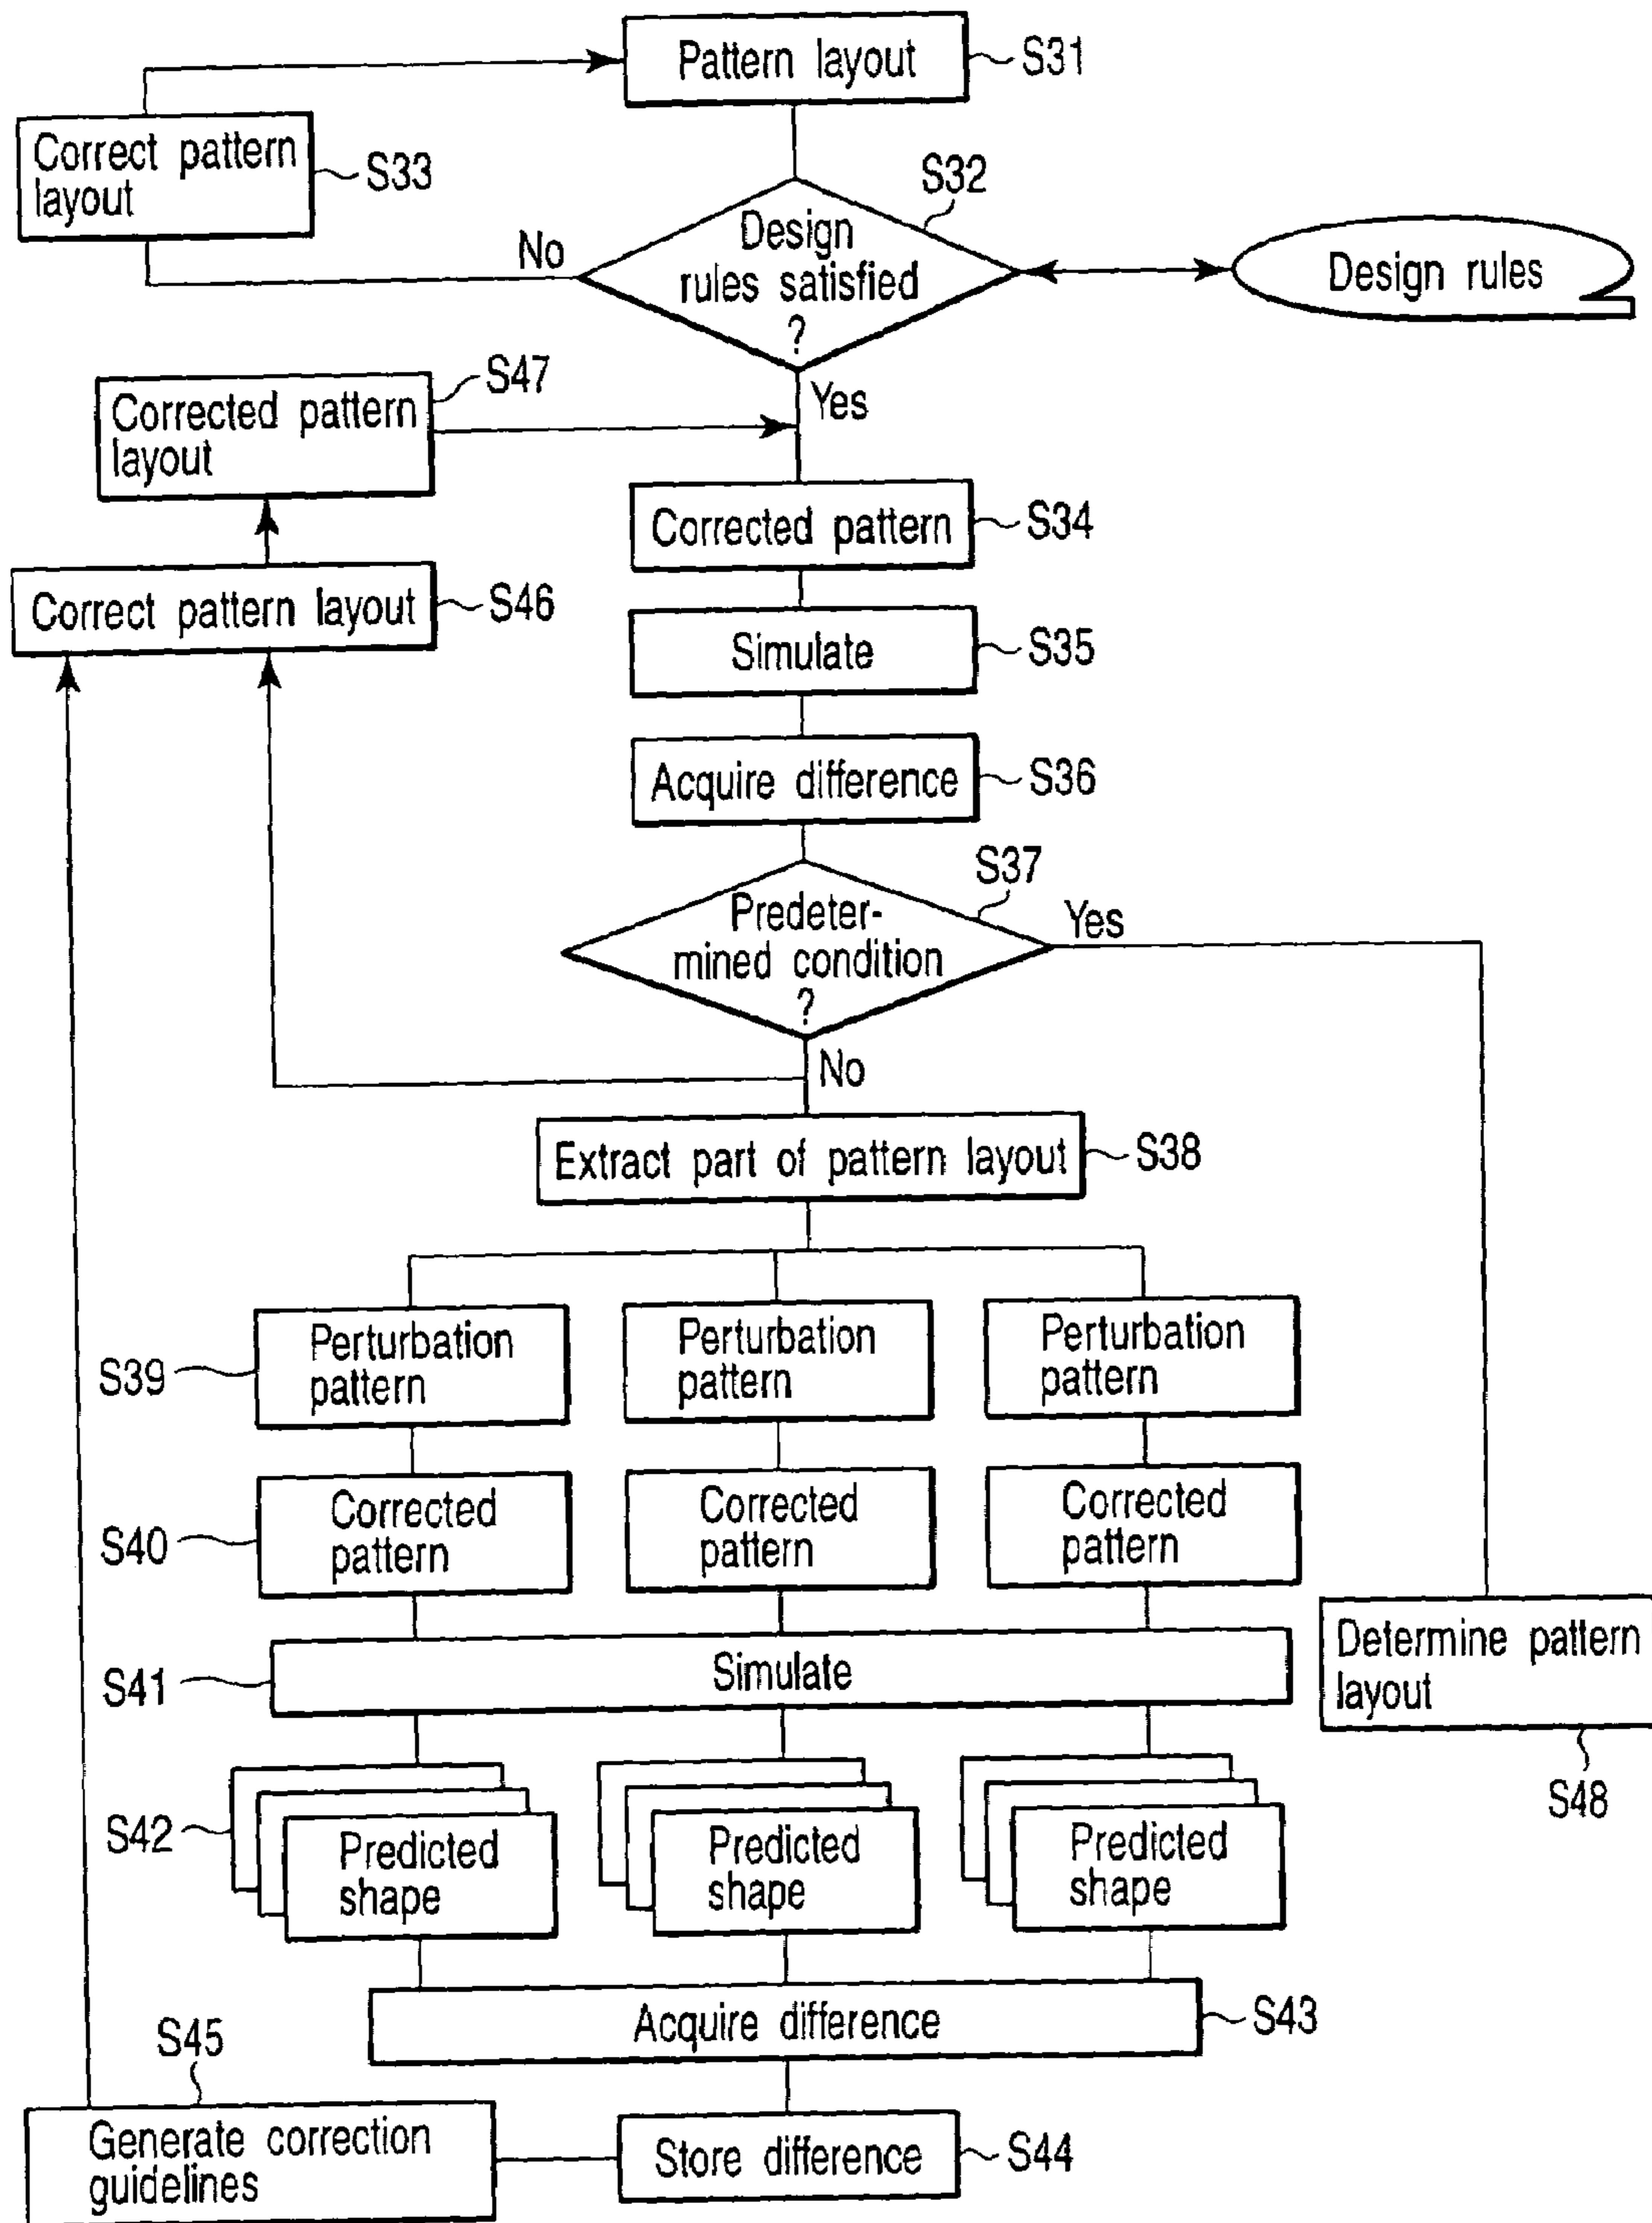 Pattern layout
S31
Correct pattern
layout
S33
S32
Design
rules satisfied
?
No
Design rules
Yes
S47
Corrected pattern
layout
Corrected pattern
S34
Correct pattern layout
S46
Simulate
S35
Acquire difference
S36
S37
Predeter-
mined condition
?
Yes
No
Extract part of pattern layout
S38
S39
Perturbation
pattern
Perturbation
pattern
Perturbation
pattern
S40
Corrected
pattern
Corrected
pattern
Corrected
pattern
S41
Simulate
Determine pattern
layout
S48
S42
Predicted
shape
Predicted
shape
Predicted
shape
Acquire difference
S43
S45
Generate correction
guidelines
Store difference
S44